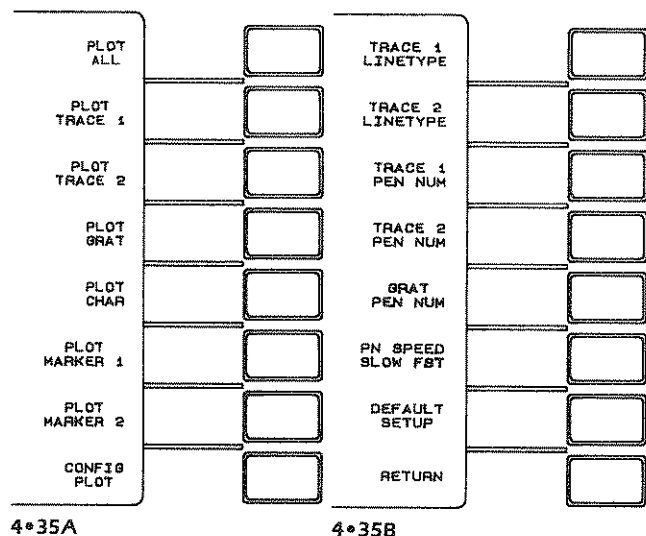 PLOT
ALL
PLOT
TRACE 1
PLOT
TRACE 2
PLOT
GRAT
PLOT
CHAR
PLOT
MARKER 1
PLOT
MARKER 2
CONFIG
PLOT
4•35A
TRACE 1
LINETYPE
TRACE 2
LINETYPE
TRACE 1
PEN NUM
TRACE 2
PEN NUM
GRAT
PEN NUM
PN SPEED
SLOW FST
DEFAULT
SETUP
RETURN
4•35B